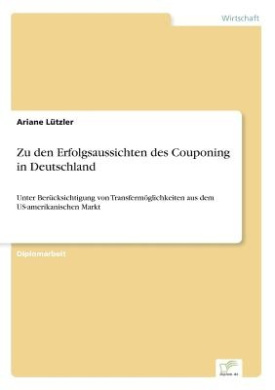 Wirtschaft
Ariane Lützler
Zu den Erfolgsaussichten des Couponing
in Deutschland
Unter Berücksichtigung von Transfermöglichkeiten aus dem
US-amerikanischen Markt
Diplomarbeit